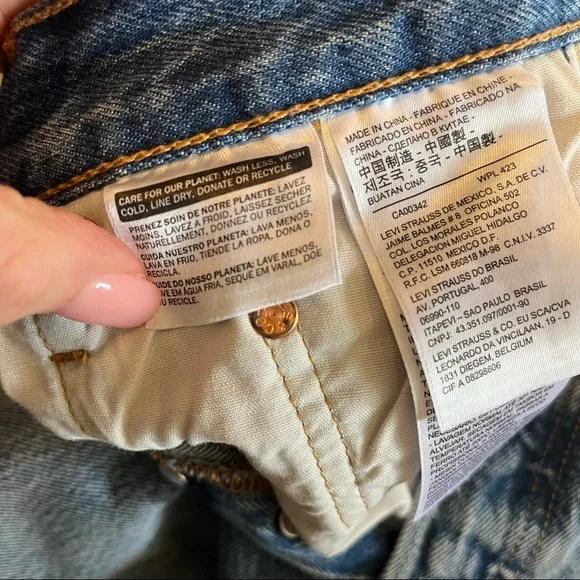 CARE FOR OUR PLANET: WASH LESS, WASH
COLD, LINE DRY, DONATE OR RECYCLE
PRENEZ SOIN DE NOTRE PLANETE: LAVEZ
MOINS, LAVEZ À FROID, LAISSEZ SÉCHER
NATURELLEMENT, DONNEZ OU RECYCLEZ
CUIDA NUESTRO PLANETA: LAVA MENOS,
LAVA EN FRIO, TIENDE LA ROPA, DONA O
RECICLA.
CUIDE DO NOSSO PLANETA: LAVE MENOS,
LAVE EM ÁGUA FRIA, SEQUE EM VARAL, DOE
OU RECICLE.
MADE IN CHINA - FABRIQUE EN CHINE -
FABRICADO EN CHINA - FABRICADO NA
CHINA - СДЕЛАНО В КИТАЕ -
中国制造 - 中國製 -
제조국: 중국 - 中国製 -
BUATAN CINA WPL 423
CA00342
LEVI STRAUSS DE MEXICO, S.A. DE C.V.
JAIME BALMES # 8 OFICINA 502
COL. LOS MORALES POLANCO
DELEGACION MIGUEL HIDALGO
C.P. 11510 MEXICO D.F.
R.F.C. LSM 660818 M-98 C.N.I.V. 3337
LEVI STRAUSS DO BRASIL
AV. PORTUGAL 400
06690-110
ITAPEVI - SAO PAULO BRASIL
CNPJ: 43.351.097/0001-90
LEVI STRAUSS & CO. EU SCA/CVA
LEONARDO DA VINCILAAN, 19 - D
1831 DIEGEM, BELGIUM
CIF A 08298606
- LAVAGEM NORMAL EM